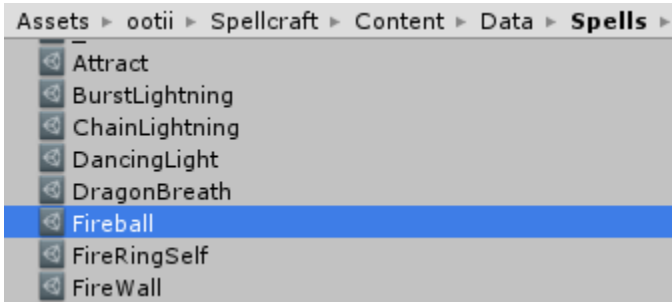 Assets ▸ ootii ▸ Spellcraft ▸ Content ▸ Data ▸ Spells ▸
Attract
BurstLightning
ChainLightning
DancingLight
DragonBreath
Fireball
FireRingSelf
FireWall